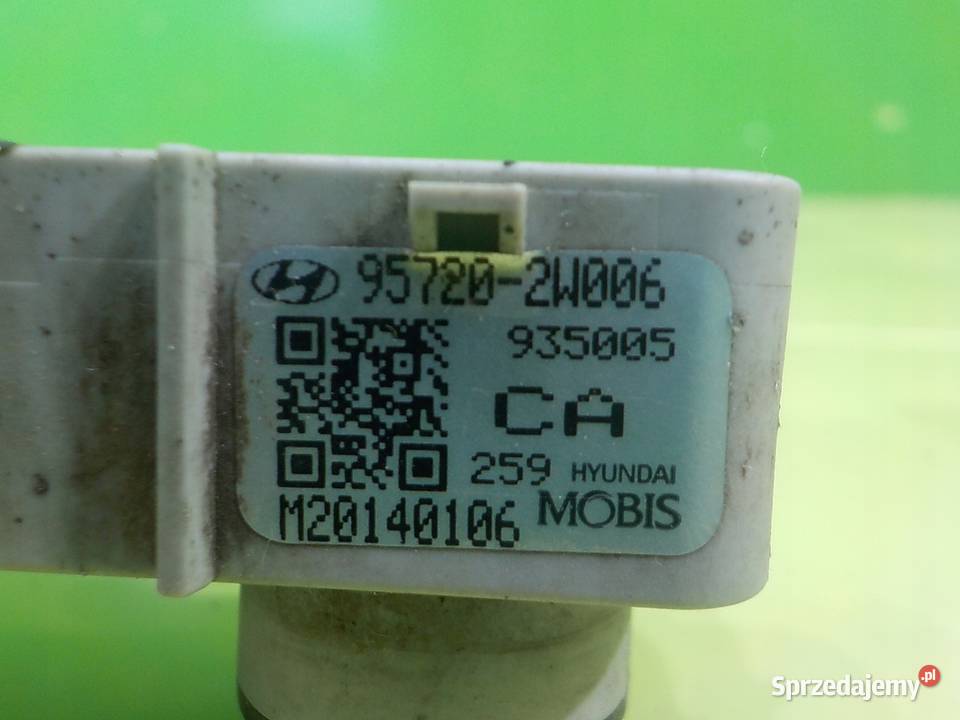 95720-2W006
935005
CA
259 HYUNDAI
MOBIS
M20140106
Sprzedajemy.pl